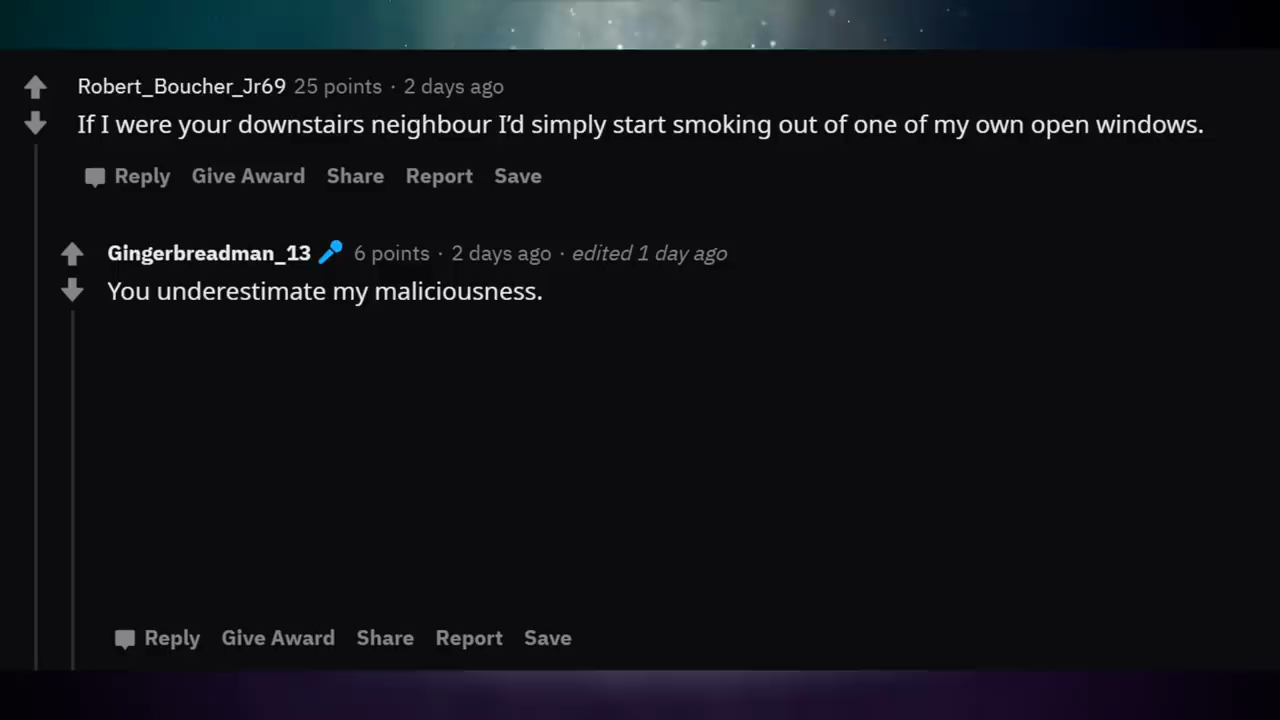 Robert_Boucher_Jr69 25 points · 2 days ago
If I were your downstairs neighbour I’d simply start smoking out of one of my own open windows.
Reply Give Award Share Report Save
Gingerbreadman_13 6 points · 2 days ago · edited 1 day ago
You underestimate my maliciousness.
Reply Give Award Share Report Save